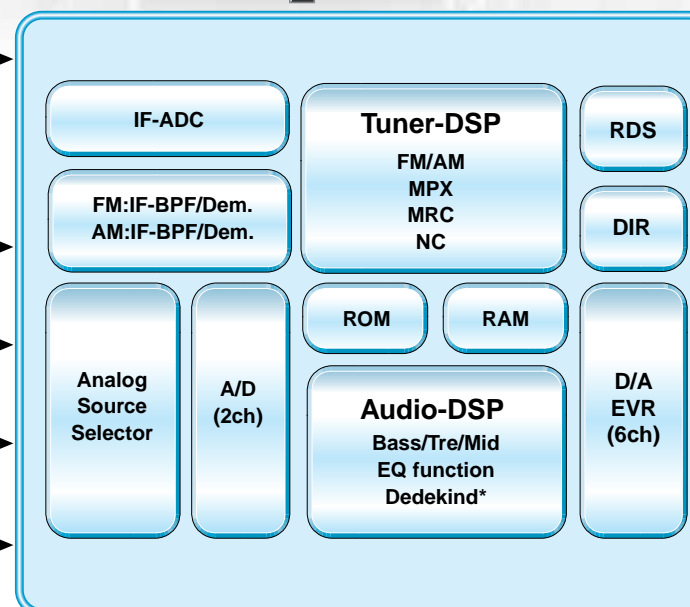 IF-ADC
FM:IF-BPF/Dem.
AM:IF-BPF/Dem.
Tuner-DSP
FM/AM
MPX
MRC
NC
RDS
DIR
Analog
Source
Selector
A/D
(2ch)
ROM
RAM
Audio-DSP
Bass/Tre/Mid
EQ function
Dedekind*
D/A
EVR
(6ch)